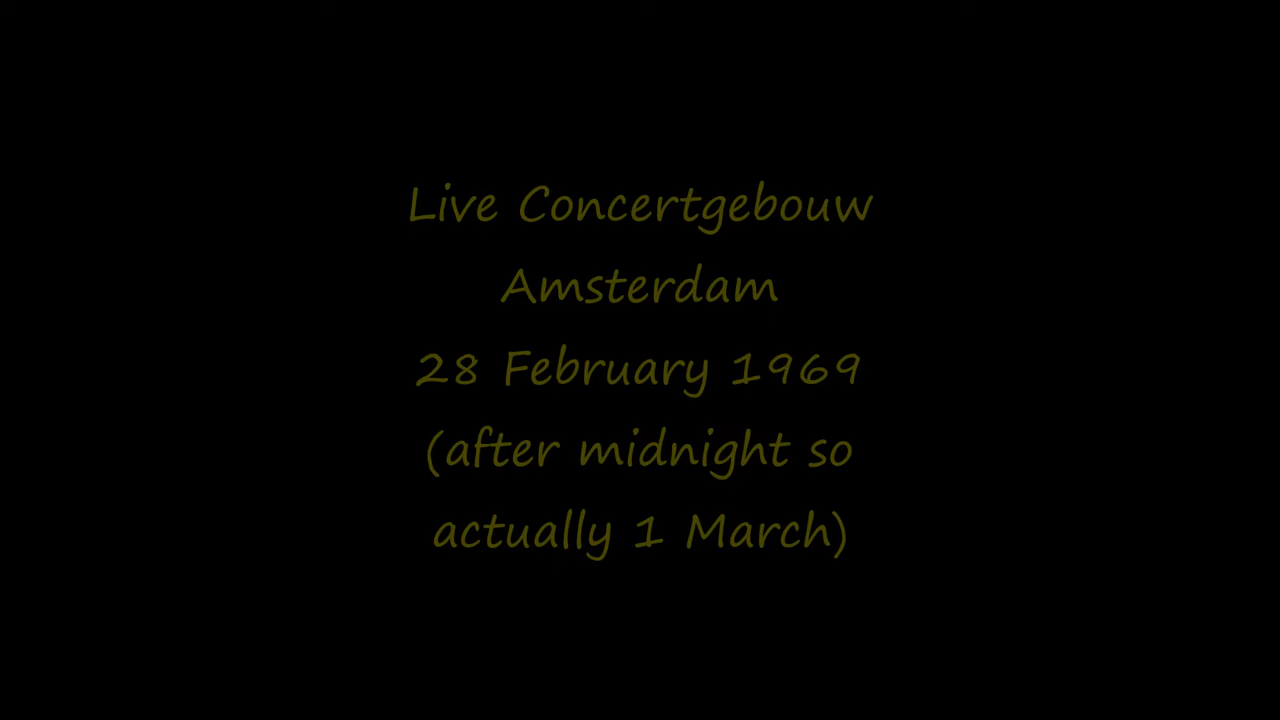 Live Concertgebouw
Amsterdam
28 February 1969
(after midnight so
actually 1 March)